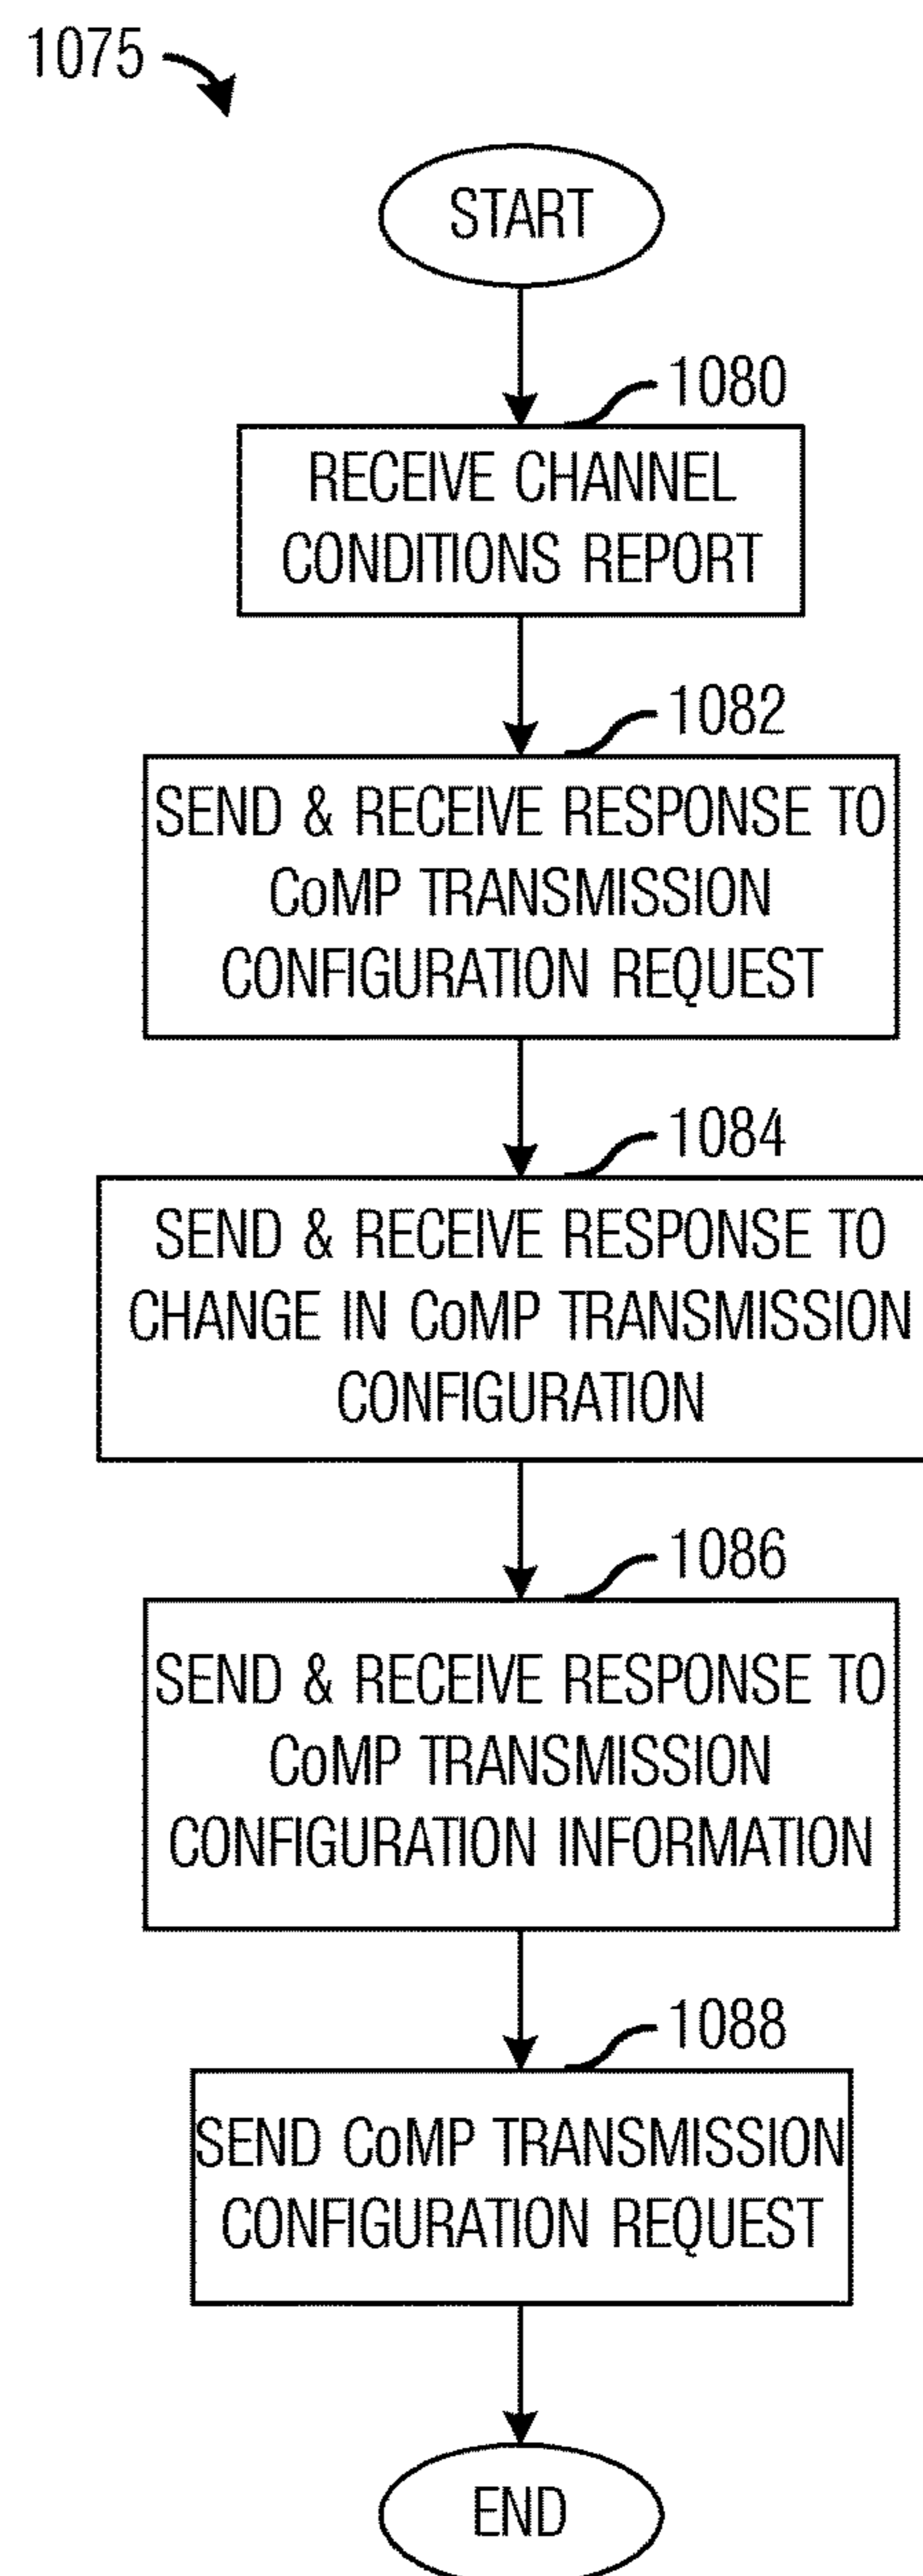 1075
START
1080
RECEIVE CHANNEL
CONDITIONS REPORT
1082
SEND & RECEIVE RESPONSE TO
CoMP TRANSMISSION
CONFIGURATION REQUEST
1084
SEND & RECEIVE RESPONSE TO
CHANGE IN CoMP TRANSMISSION
CONFIGURATION
1086
SEND & RECEIVE RESPONSE TO
CoMP TRANSMISSION
CONFIGURATION INFORMATION
1088
SEND CoMP TRANSMISSION
CONFIGURATION REQUEST
END